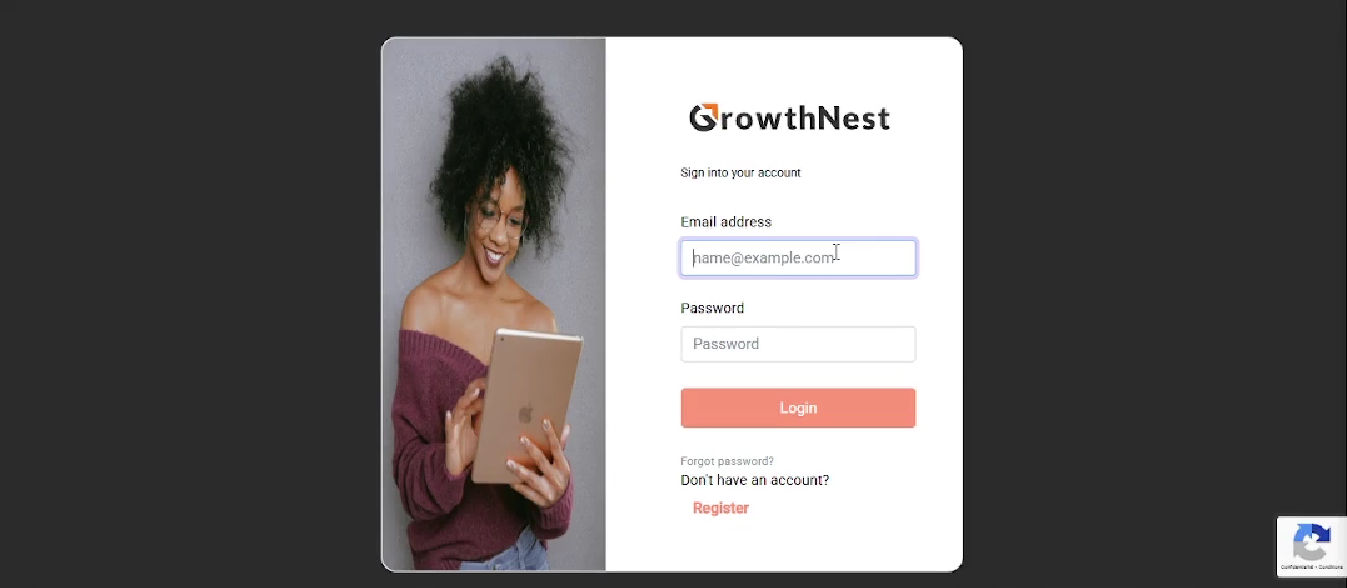 GrowthNest
Sign into your account
Email address
name@example.com
Password
Password
Login
Forgot password?
Don't have an account?
Register